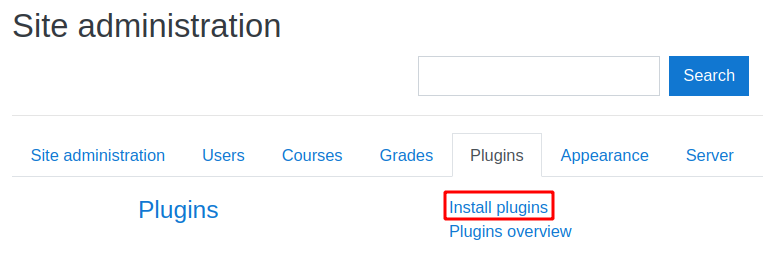 Site administration
Search
Site administration Users Courses Grades Plugins Appearance Server
Plugins Install plugins
Plugins overview